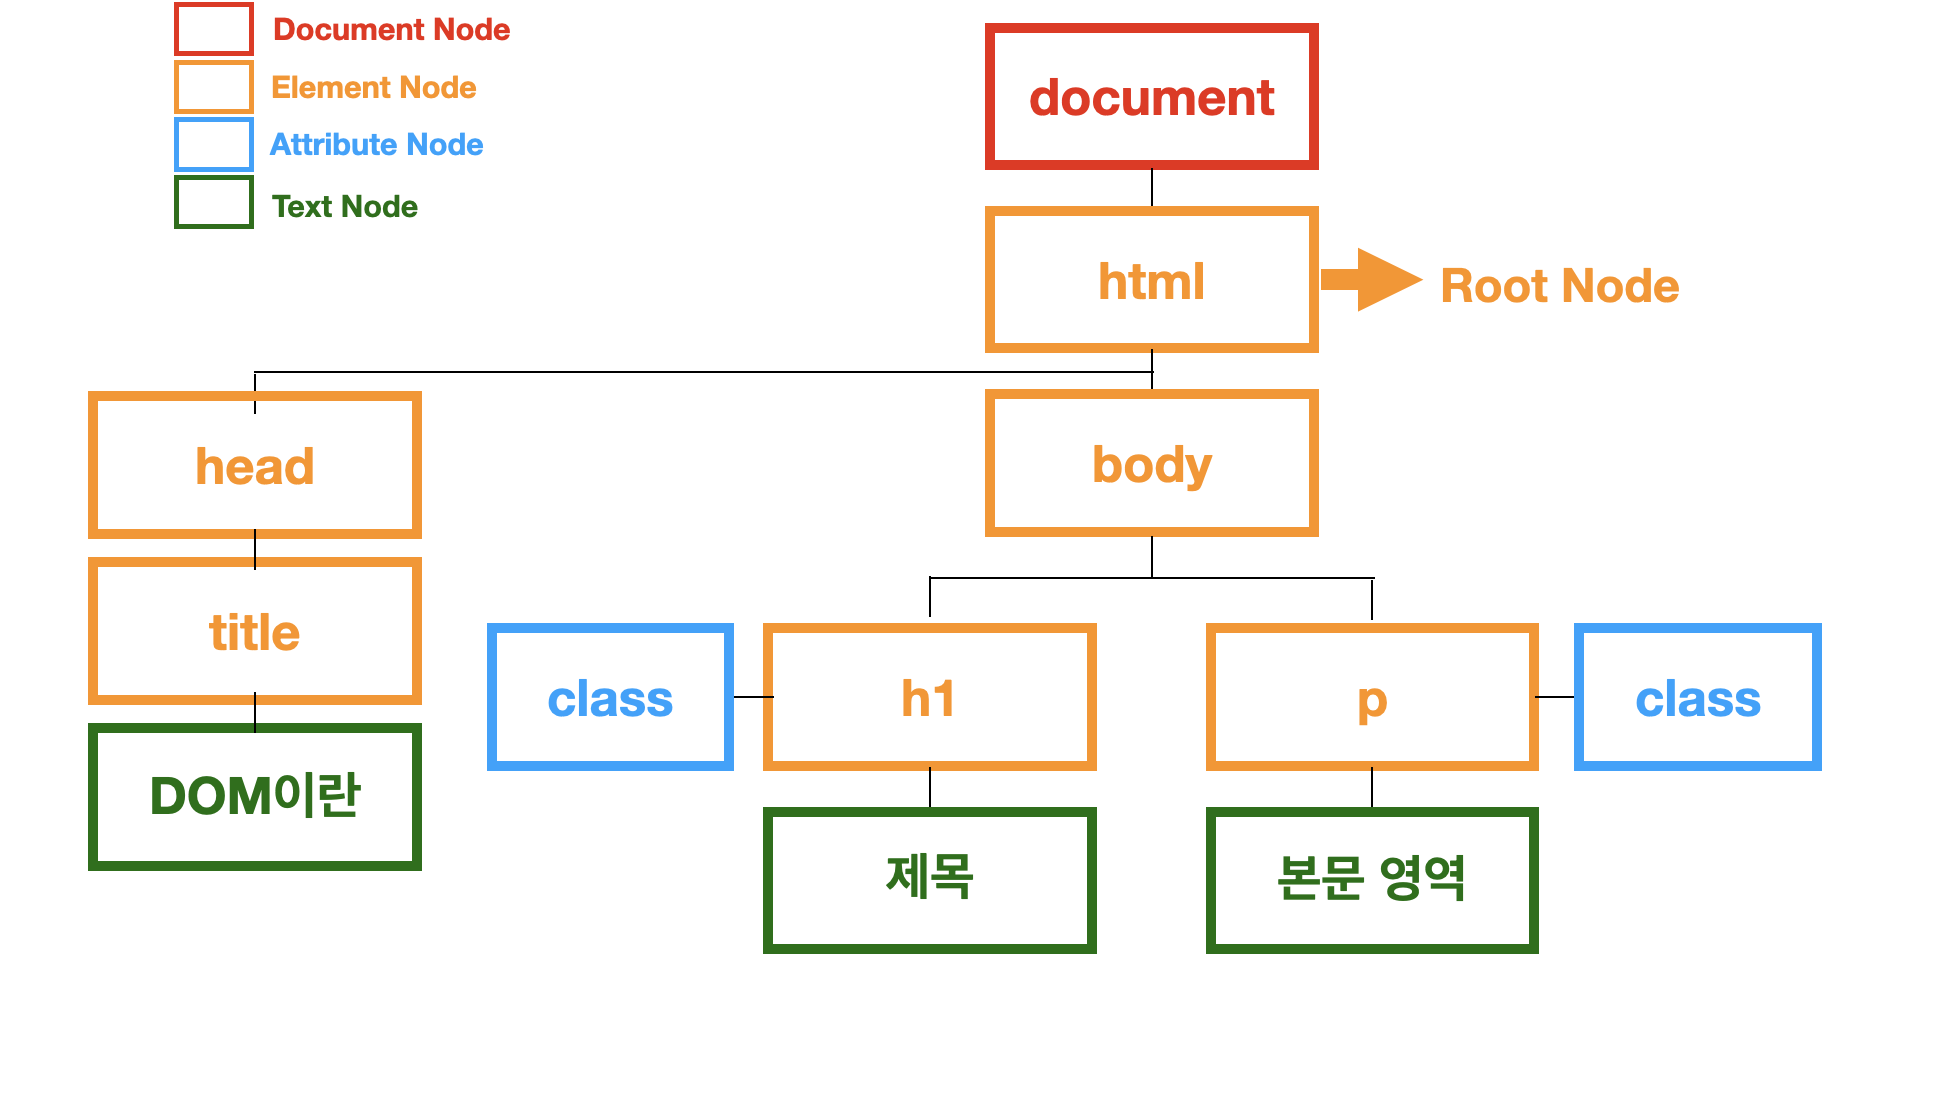 Document Node
Element Node
Attribute Node
Text Node
document
html
Root Node
head
body
title
class
h1
p
class
DOM이란
제목
본문 영역